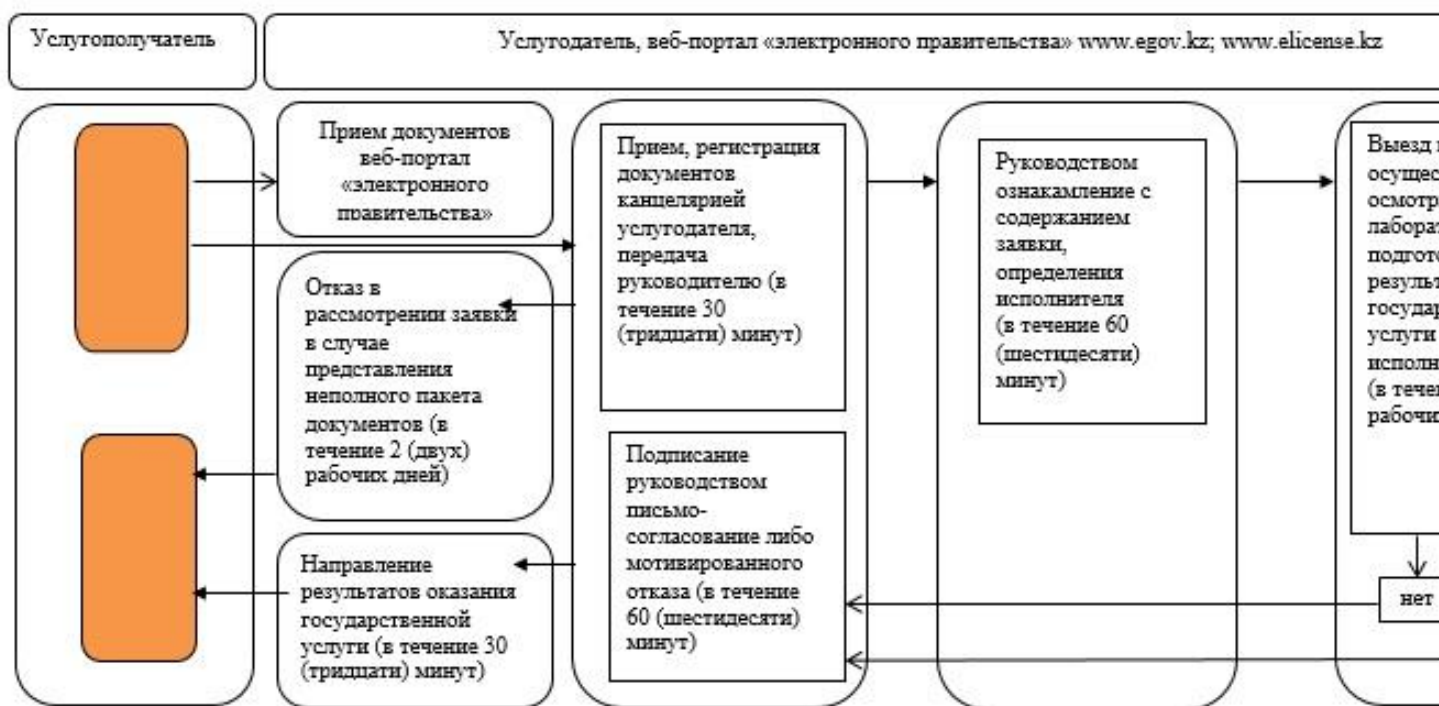 Услугополучатель
Услугодатель, веб-портал «электронного правительства» www.egov.kz; www.elicense.kz
Прием документов
веб-портал
«электронного
правительства»
Отказ в
рассмотрении заявки
в случае
представления
неполного пакета
документов (в
течение 2 (двух)
рабочих дней)
Направление
результатов оказания
государственной
услуги (в течение 30
(тридцати) минут)
Прием, регистрация
документов
канцелярией
услугодателя,
передача
руководителю (в
течение 30
(тридцати) минут)
Подписание
руководством
письмо-
согласование либо
мотивированного
отказа (в течение
60 (шестидесяти)
минут)
Руководством
ознакамление с
содержанием
заявки,
определения
исполнителя
(в течение 60
(шестидесяти)
минут)
Выезд
услуги
нет